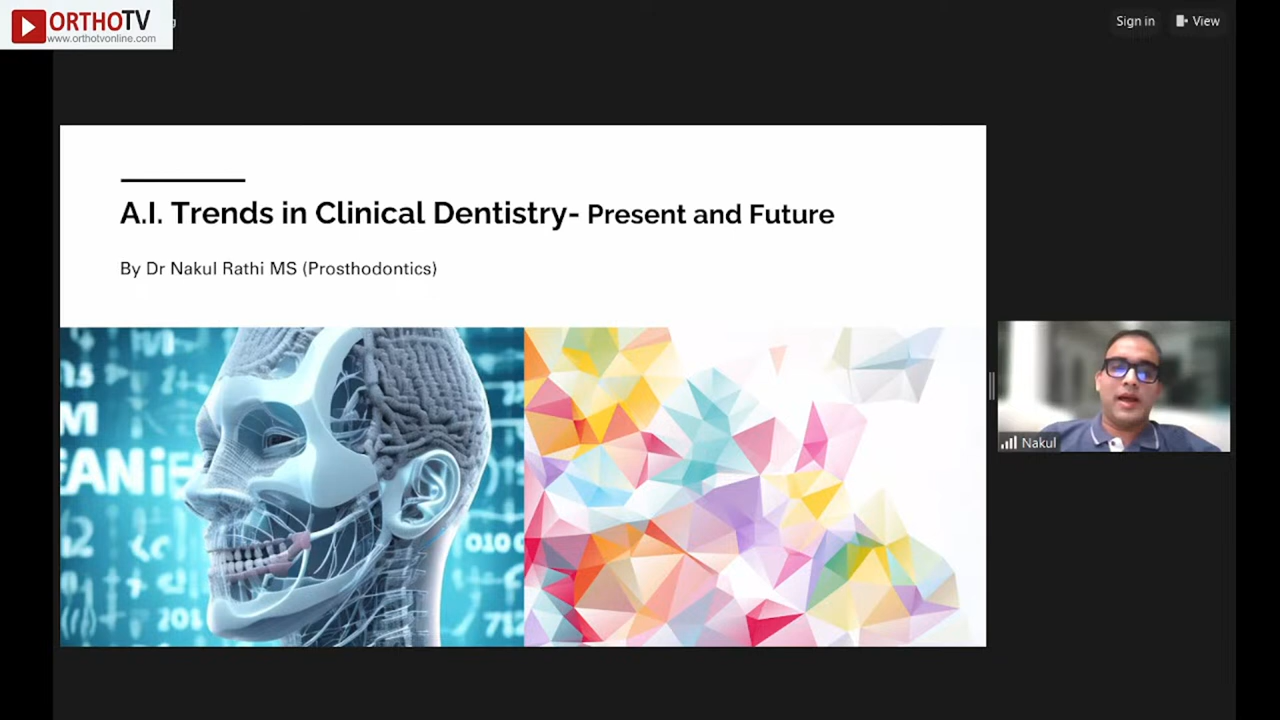 ORTHOTV
www.orthotvonline.com
Sign in
View
A.I. Trends in Clinical Dentistry- Present and Future
By Dr Nakul Rathi MS (Prosthodontics)
Nakul